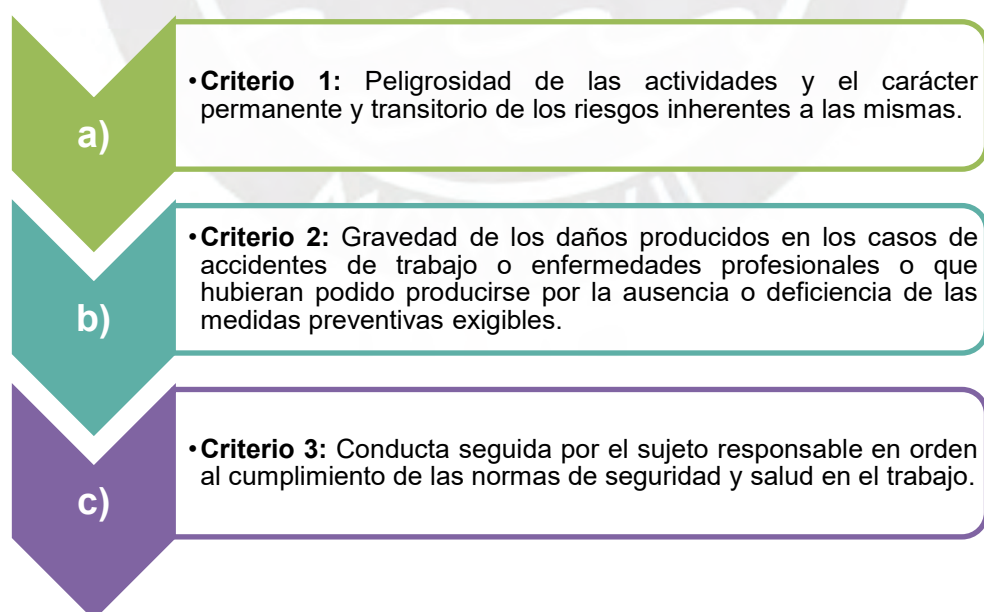 a)
•Criterio 1: Peligrosidad de las actividades y el carácter
permanente y transitorio de los riesgos inherentes a las mismas.
b)
•Criterio 2: Gravedad de los daños producidos en los casos de
accidentes de trabajo o enfermedades profesionales o que
hubieran podido producirse por la ausencia o deficiencia de las
medidas preventivas exigibles.
c)
•Criterio 3: Conducta seguida por el sujeto responsable en orden
al cumplimiento de las normas de seguridad y salud en el trabajo.